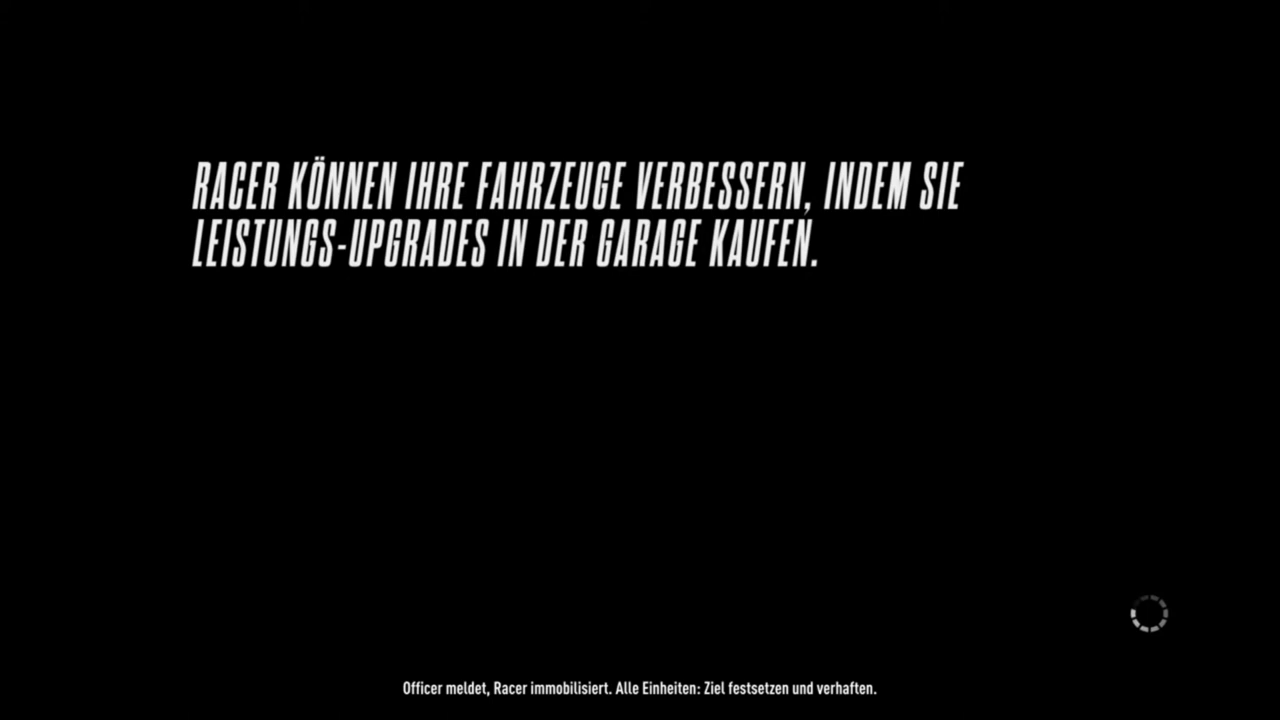 RACER KÖNNEN IHRE FAHRZEUGE VERBESSERN, INDEM SIE
LEISTUNGS-UPGRADES IN DER GARAGE KAUFEN.
Officer meldet, Racer immobilisiert. Alle Einheiten: Ziel festsetzen und verhaften.